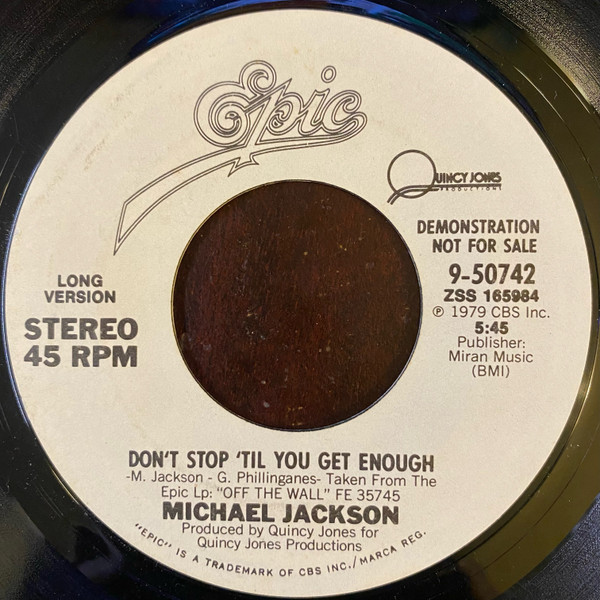 Epic
QUINCY JONES
PRODUCTIONS
DEMONSTRATION
NOT FOR SALE
9-50742
ZSS 165984
℗ 1979 CBS Inc.
5:45
Publisher:
Miran Music
(BMI)
LONG
VERSION
STEREO
45 RPM
DON'T STOP 'TIL YOU GET ENOUGH
-M. Jackson - G. Phillinganes- Taken From The
Epic Lp: "OFF THE WALL" FE 35745
MICHAEL JACKSON
Produced by Quincy Jones for
Quincy Jones Productions
"EPIC" IS A TRADEMARK OF CBS INC./MARCA REG.